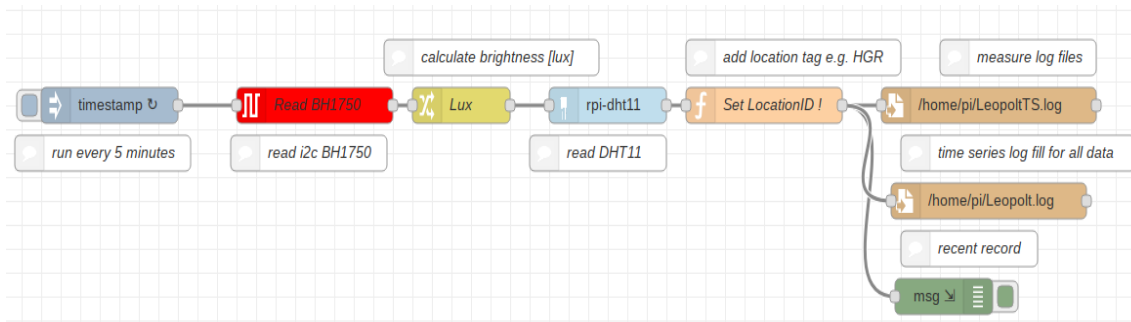 calculate brightness [lux]
add location tag e.g. HGR
measure log files
timestamp ↻
Read BH1750
Lux
rpi-dht11
Set LocationID !
/home/pi/LeopoltTS.log
run every 5 minutes
read i2c BH1750
read DHT11
time series log fill for all data
/home/pi/Leopolt.log
recent record
msg